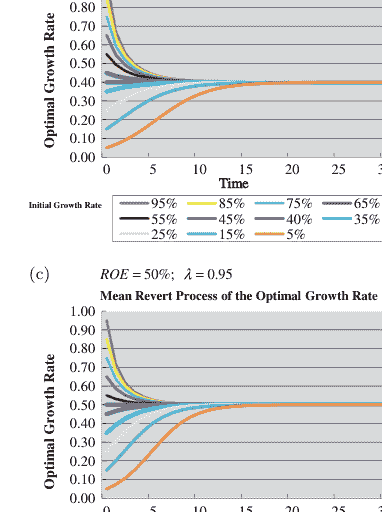 0.80
0.70
0.60
0.50
0.40
0.30
0.20
0.10
0.00
Optimal Growth Rate
0 5 10 15 20 25 3
Time
Initial Growth Rate
95% 85% 75% 65%
55% 45% 40% 35%
25% 15% 5%
(c) ROE = 50%; λ = 0.95
Mean Revert Process of the Optimal Growth Rate
1.00
0.90
0.80
0.70
0.60
0.50
0.40
0.30
0.20
0.10
0.00
Optimal Growth Rate
0 5 10 15 20 25 3